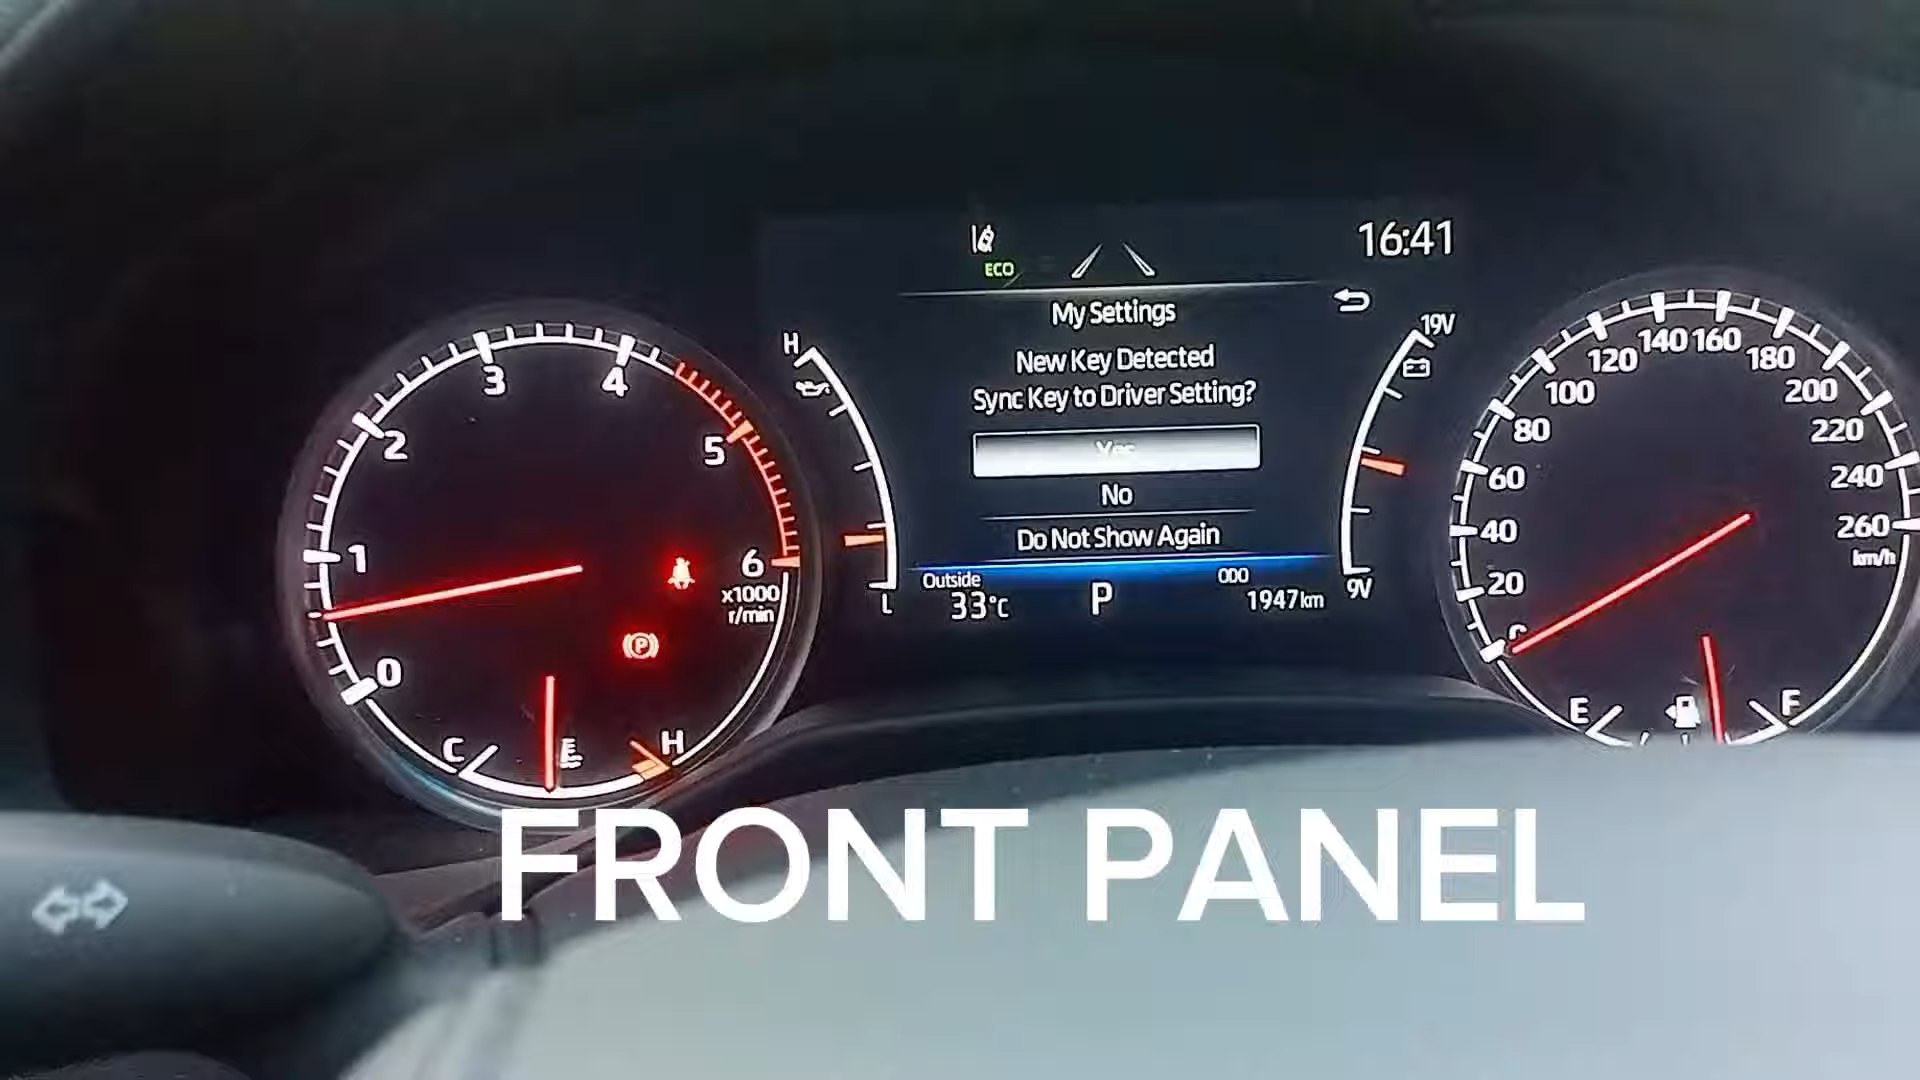 16:41
ECO
My Settings
New Key Detected
Sync Key to Driver Setting?
Yes
No
Do Not Show Again
Outside
33°C
P
ODO
1947km
H
L
19V
9V
0
1
2
3
4
5
6
x1000
r/min
C
H
20
40
60
80
100
120
140
160
180
200
220
240
260
km/h
E
F
FRONT PANEL